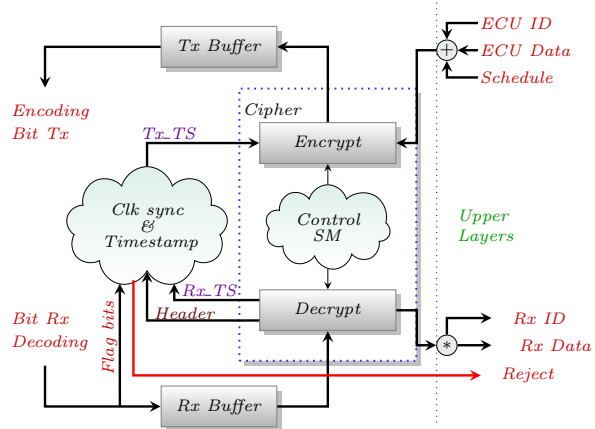 ECU ID
Tx Buffer
ECU Data
Schedule
Encoding
Bit Tx
Cipher
Tx_TS
Encrypt
Clk sync
&
Timestamp
Control
SM
Upper
Layers
Rx_TS
Header
Decrypt
Flag bits
Bit Rx
Decoding
Rx ID
Rx Data
Reject
Rx Buffer
+
*